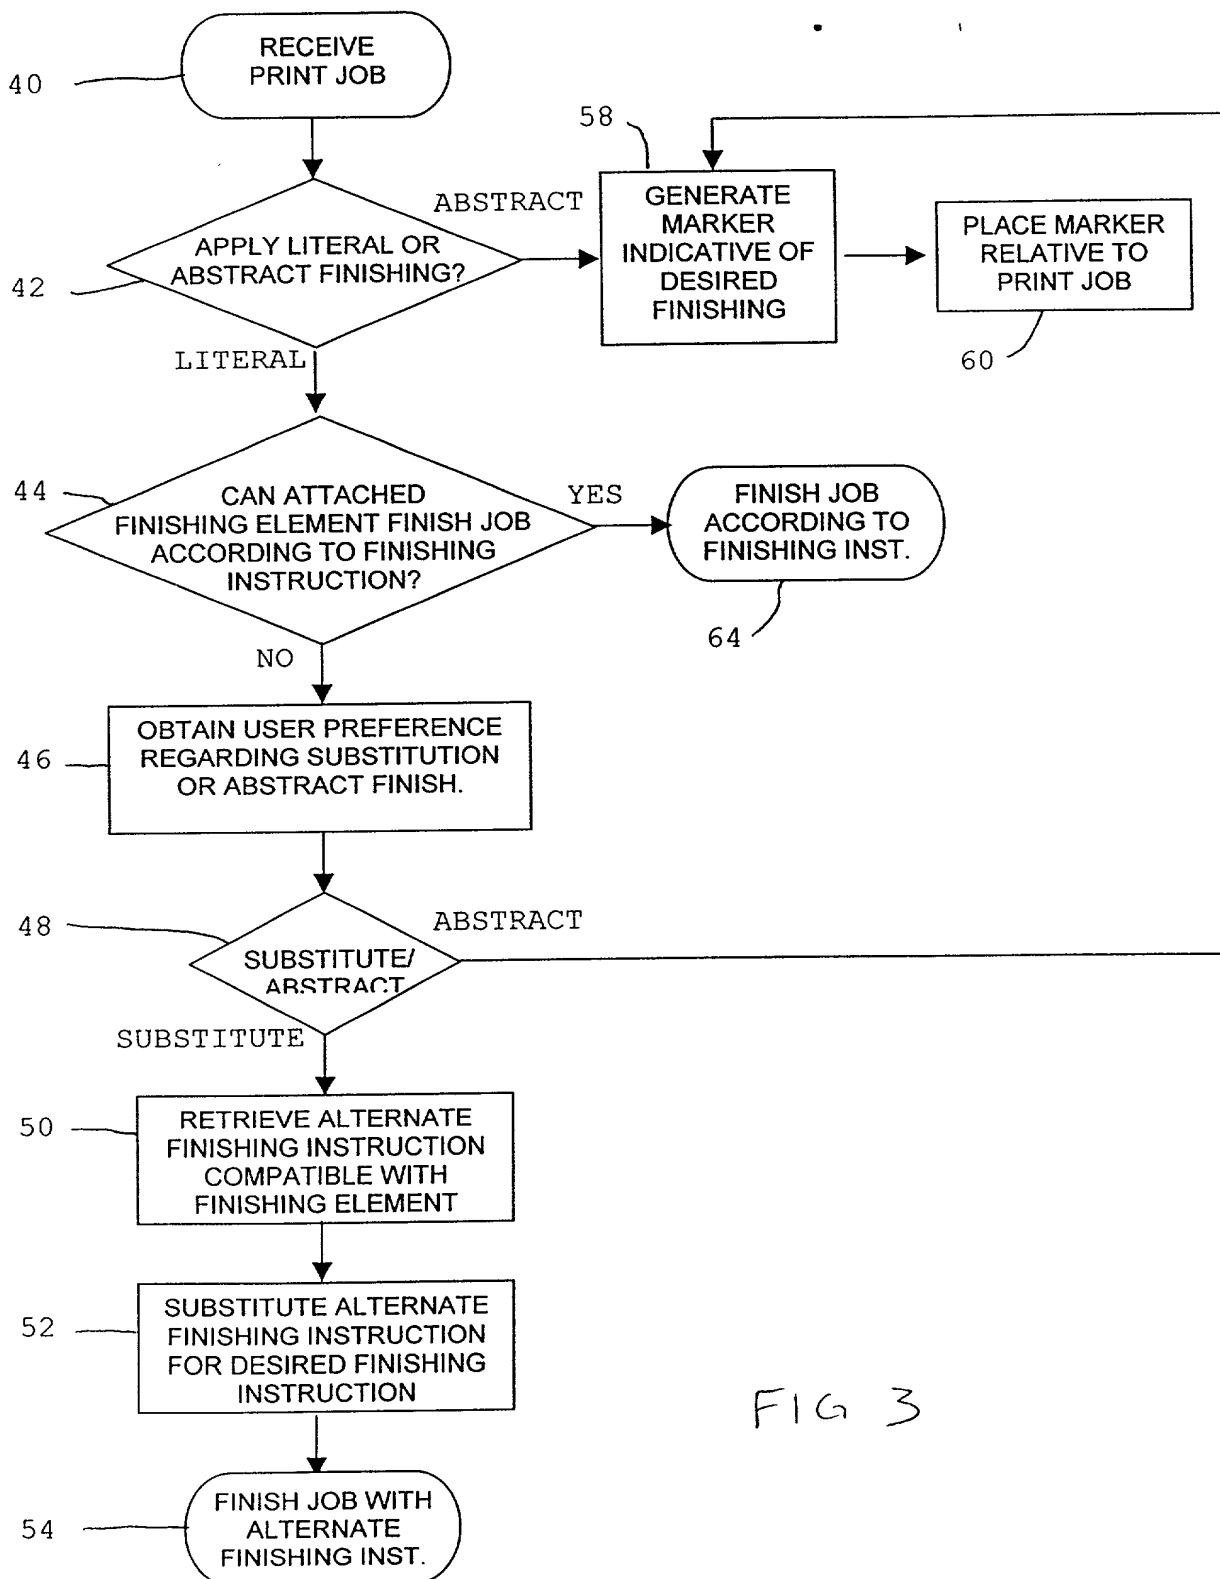 RECEIVE
PRINT JOB
40
58
ABSTRACT
GENERATE
MARKER
INDICATIVE OF
DESIRED
FINISHING
PLACE MARKER
RELATIVE TO
PRINT JOB
APPLY LITERAL OR
ABSTRACT FINISHING?
42
60
LITERAL
44
CAN ATTACHED
FINISHING ELEMENT FINISH JOB
ACCORDING TO FINISHING
INSTRUCTION?
YES
FINISH JOB
ACCORDING TO
FINISHING INST.
64
NO
OBTAIN USER PREFERENCE
REGARDING SUBSTITUTION
OR ABSTRACT FINISH.
46
48
ABSTRACT
SUBSTITUTE/
ABSTRACT
SUBSTITUTE
50
RETRIEVE ALTERNATE
FINISHING INSTRUCTION
COMPATIBLE WITH
FINISHING ELEMENT
52
SUBSTITUTE ALTERNATE
FINISHING INSTRUCTION
FOR DESIRED FINISHING
INSTRUCTION
FIG 3
54
FINISH JOB WITH
ALTERNATE
FINISHING INST.